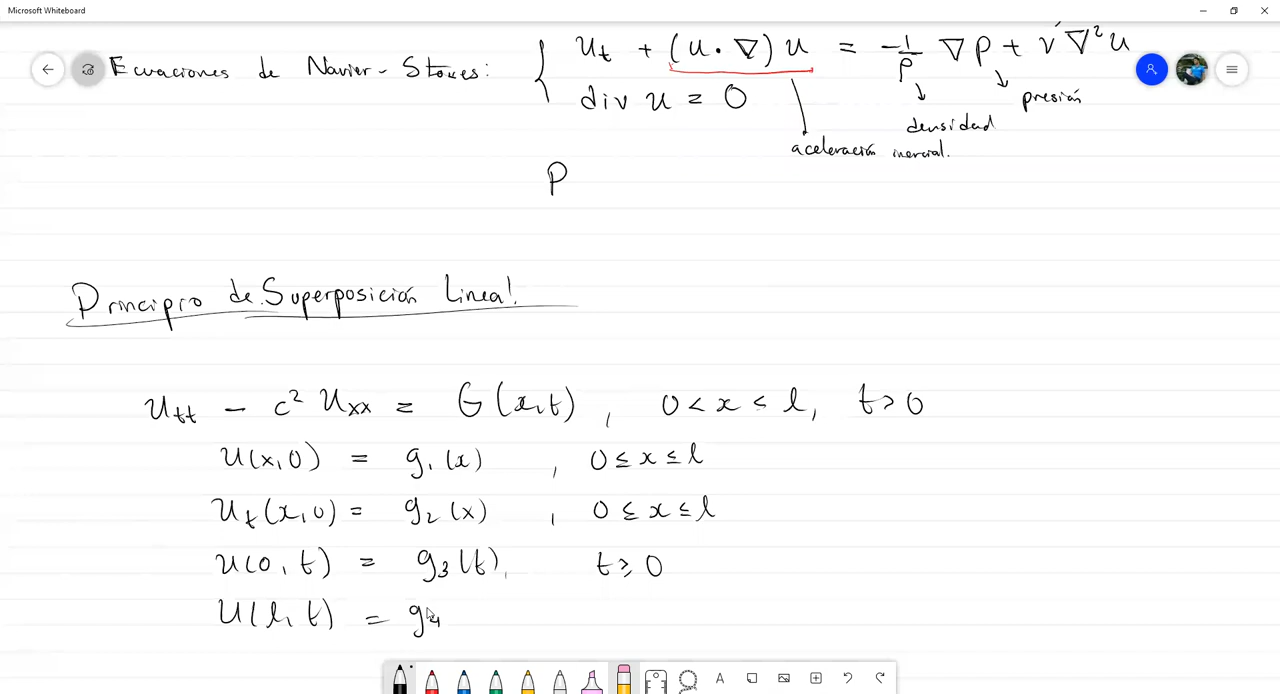 Microsoft Whiteboard
Ecuaciones de Navier-Stokes: { u_t + (u · ∇) u = -1/ρ ∇P + ν ∇² u
div u = 0
presión
densidad
aceleración inercial.
P
Principio de Superposición Lineal.
u_tt - c² u_xx = G(x,t), 0 < x ≤ l, t > 0
u(x,0) = g₁(x), 0 ≤ x ≤ l
u_t(x,0) = g₂(x), 0 ≤ x ≤ l
u(0,t) = g₃(t), t ≥ 0
u(l,t) = g₄
A